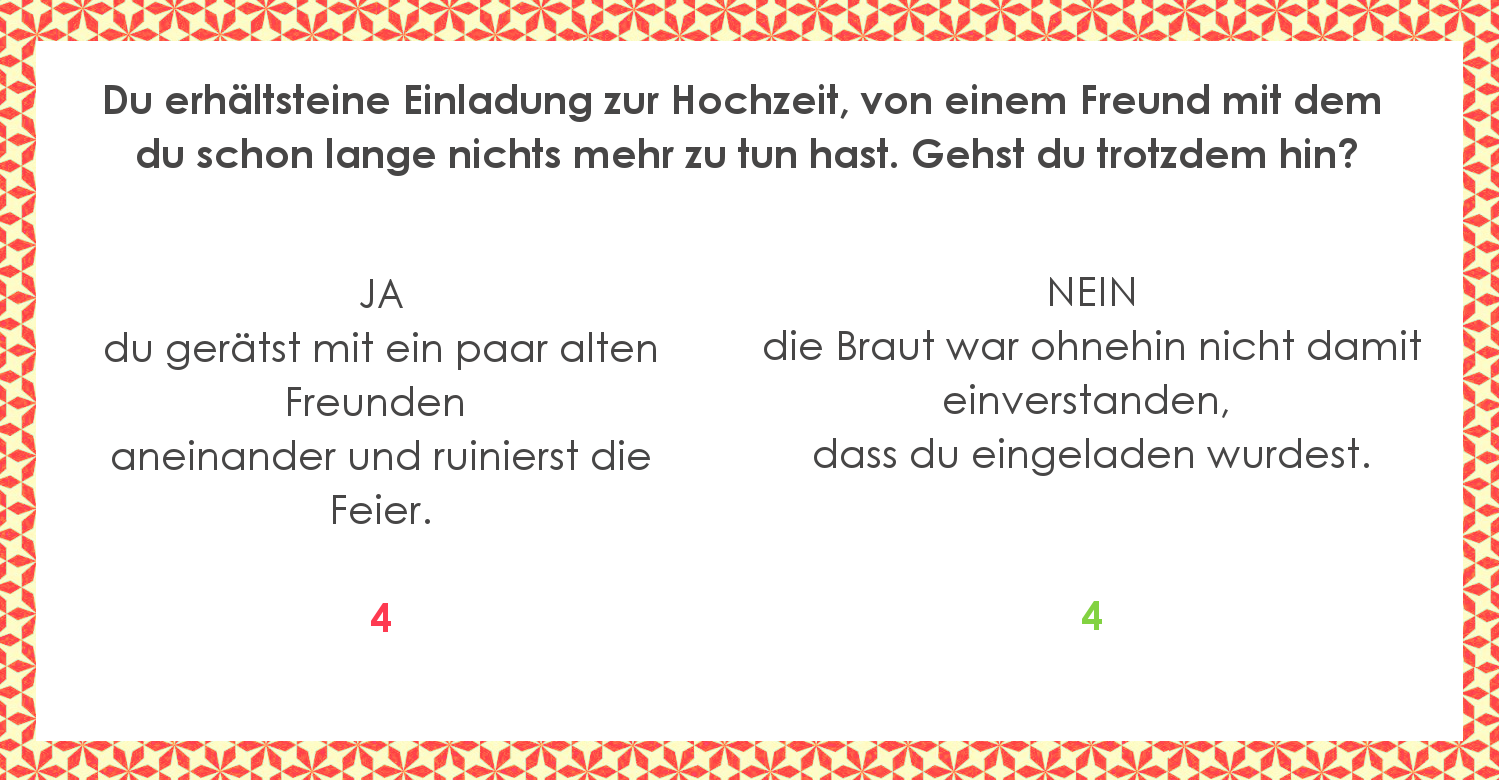 Du erhältsteine Einladung zur Hochzeit, von einem Freund mit dem
du schon lange nichts mehr zu tun hast. Gehst du trotzdem hin?
JA
du gerätst mit ein paar alten
Freunden
aneinander und ruinierst die
Feier.
4
NEIN
die Braut war ohnehin nicht damit
einverstanden,
dass du eingeladen wurdest.
4